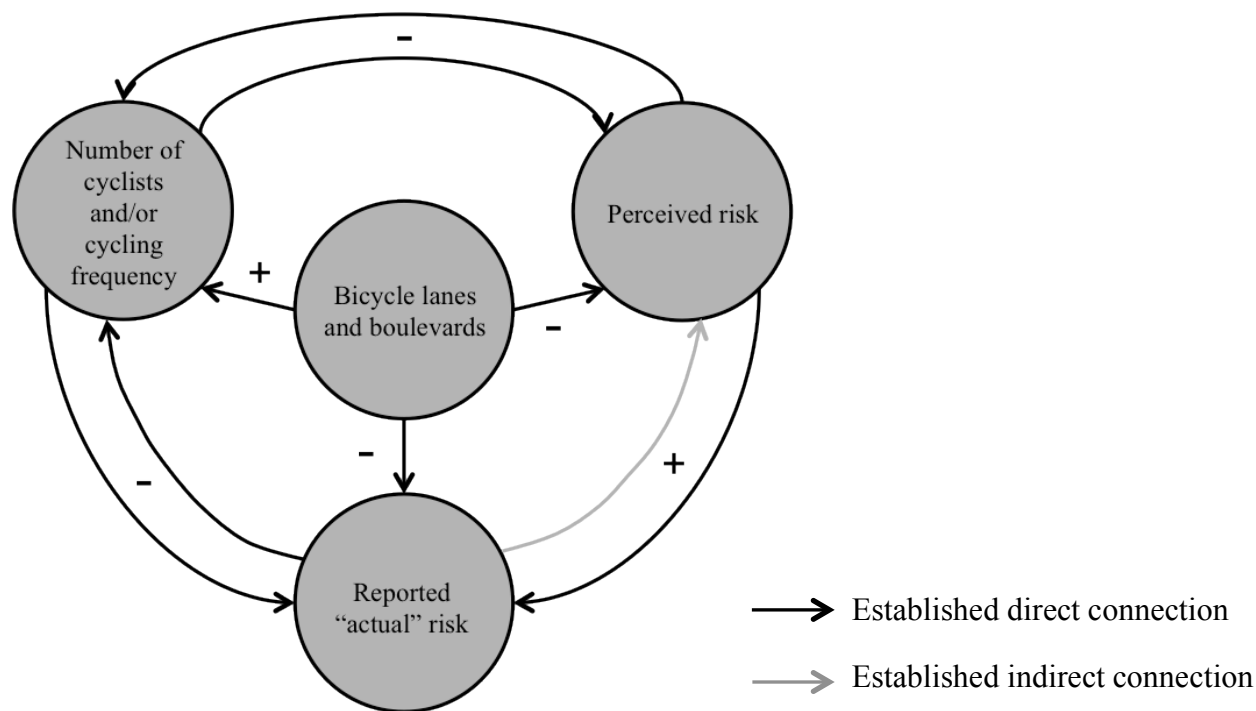 -
Number of
cyclists
and/or
cycling
frequency
Perceived risk
+
Bicycle lanes
and boulevards
-
-
-
+
Reported
“actual” risk
Established direct connection
Established indirect connection